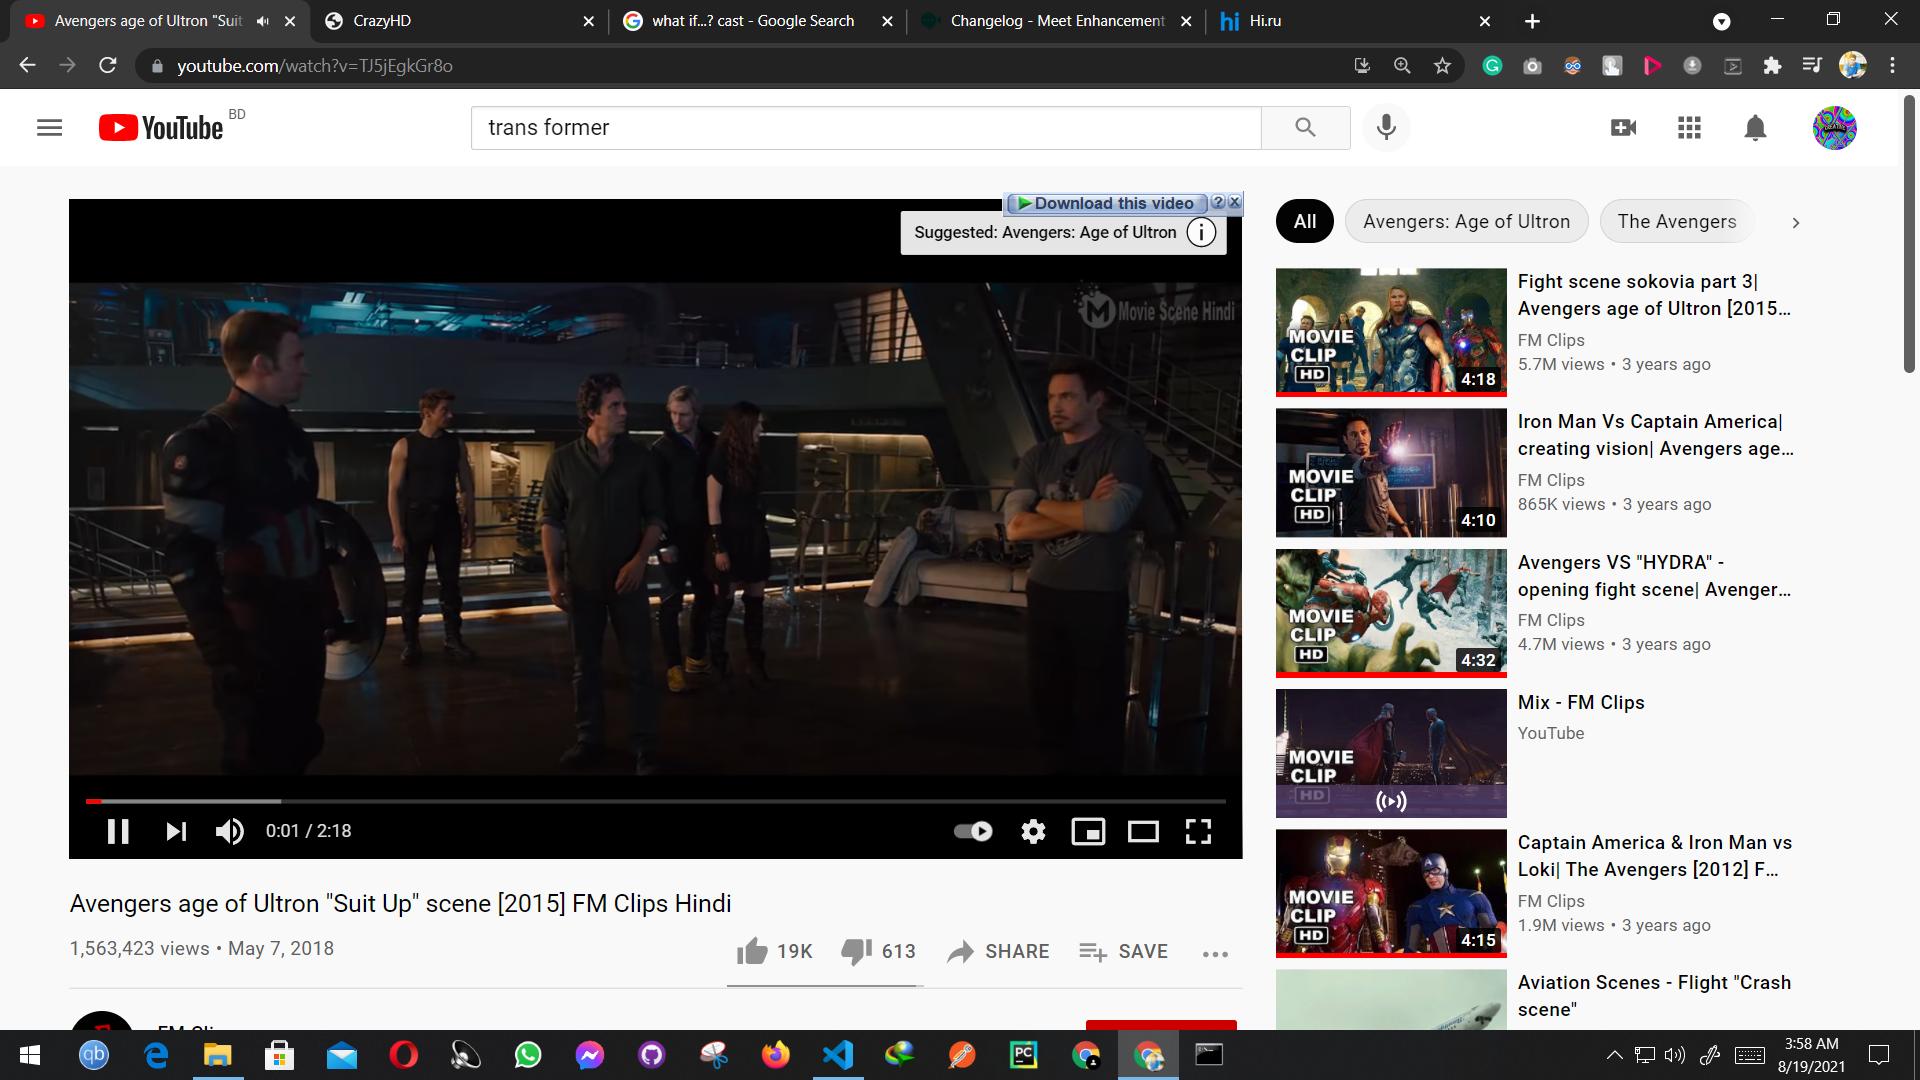 Avengers age of Ultron "Suit
CrazyHD
what if...? cast - Google Search
Changelog - Meet Enhancement
hi Hi.ru
youtube.com/watch?v=TJ5jEgkGr8o
YouTube BD
trans former
Download this video ? X
Suggested: Avengers: Age of Ultron i
Movie Scene Hindi
0:01 / 2:18
Avengers age of Ultron "Suit Up" scene [2015] FM Clips Hindi
1,563,423 views • May 7, 2018
19K 613 SHARE SAVE
All Avengers: Age of Ultron The Avengers
MOVIE
CLIP
HD
4:18
Fight scene sokovia part 3|
Avengers age of Ultron [2015...
FM Clips
5.7M views • 3 years ago
MOVIE
CLIP
HD
4:10
Iron Man Vs Captain America|
creating vision| Avengers age...
FM Clips
865K views • 3 years ago
MOVIE
CLIP
HD
4:32
Avengers VS "HYDRA" -
opening fight scene| Avenger...
FM Clips
4.7M views • 3 years ago
MOVIE
CLIP
HD
Mix - FM Clips
YouTube
MOVIE
CLIP
HD
4:15
Captain America & Iron Man vs
Loki| The Avengers [2012] F...
FM Clips
1.9M views • 3 years ago
Aviation Scenes - Flight "Crash
scene"
qb
PC
3:58 AM
8/19/2021